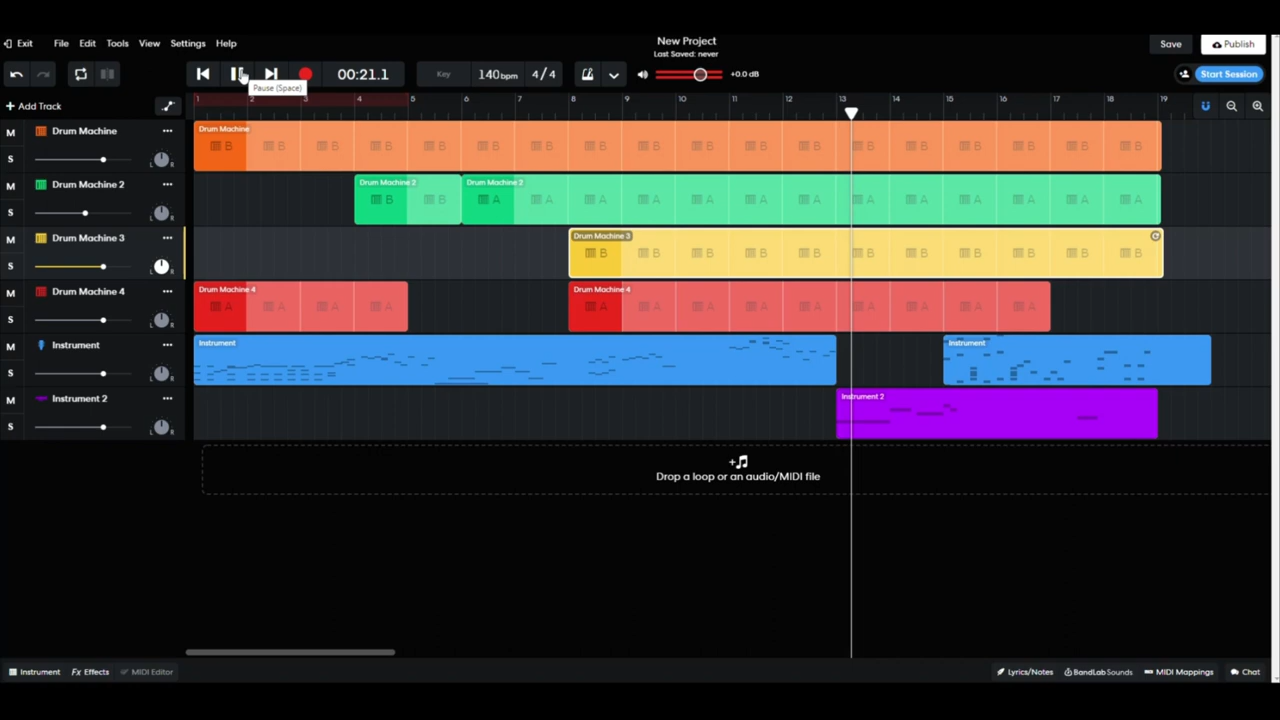 Exit File Edit Tools View Settings Help
New Project
Last Saved: never
Save Publish
00:21.1 Key 140bpm 4/4 +0.0 dB Start Session
Pause (Space)
+ Add Track
1 2 3 4 5 6 7 8 9 10 11 12 13 14 15 16 17 18 19
M Drum Machine
S L R
Drum Machine
B B B B B B B B B B B B B B B B B B
M Drum Machine 2
S L R
Drum Machine 2 Drum Machine 2
B B A A A A A A A A A A A A A
M Drum Machine 3
S L R
Drum Machine 3
B B B B B B B B B B B
M Drum Machine 4
S L R
Drum Machine 4 Drum Machine 4
A A A A A A A A A A A A A
M Instrument
S L R
Instrument Instrument
M Instrument 2
S L R
Instrument 2
Drop a loop or an audio/MIDI file
Instrument Fx Effects MIDI Editor Lyrics/Notes BandLab Sounds MIDI Mappings Chat